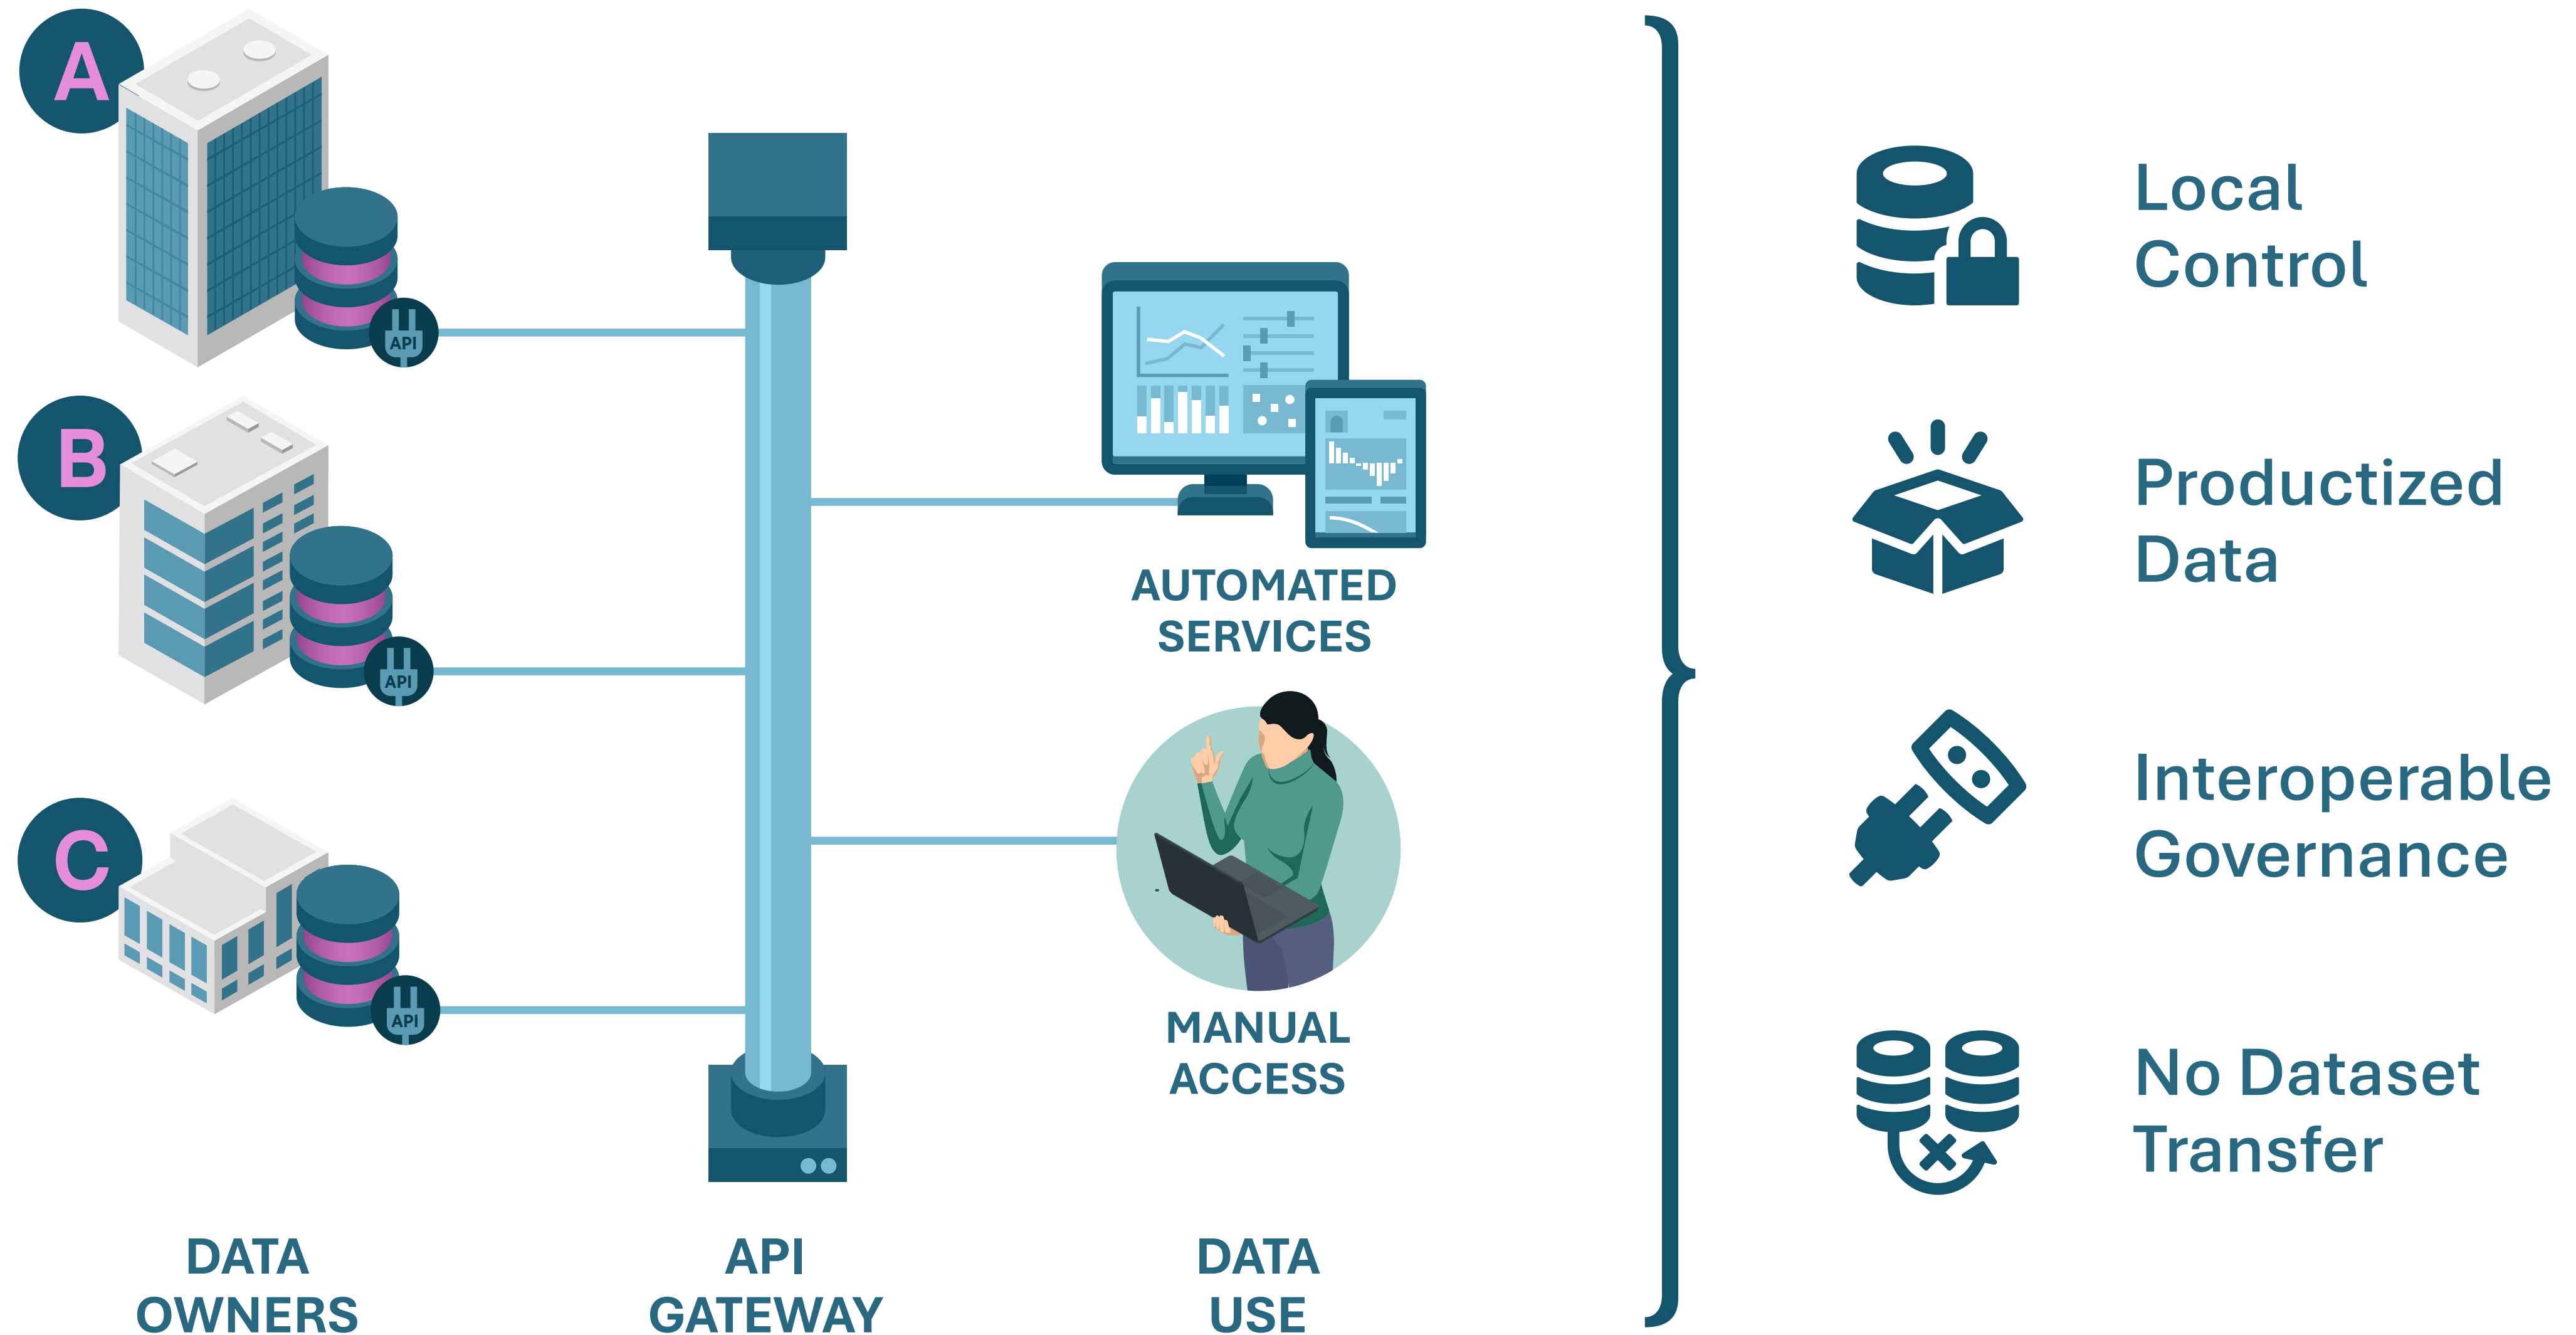 A
API
B
API
C
API
DATA
OWNERS
API
GATEWAY
AUTOMATED
SERVICES
MANUAL
ACCESS
DATA
USE
Local
Control
Productized
Data
Interoperable
Governance
No Dataset
Transfer